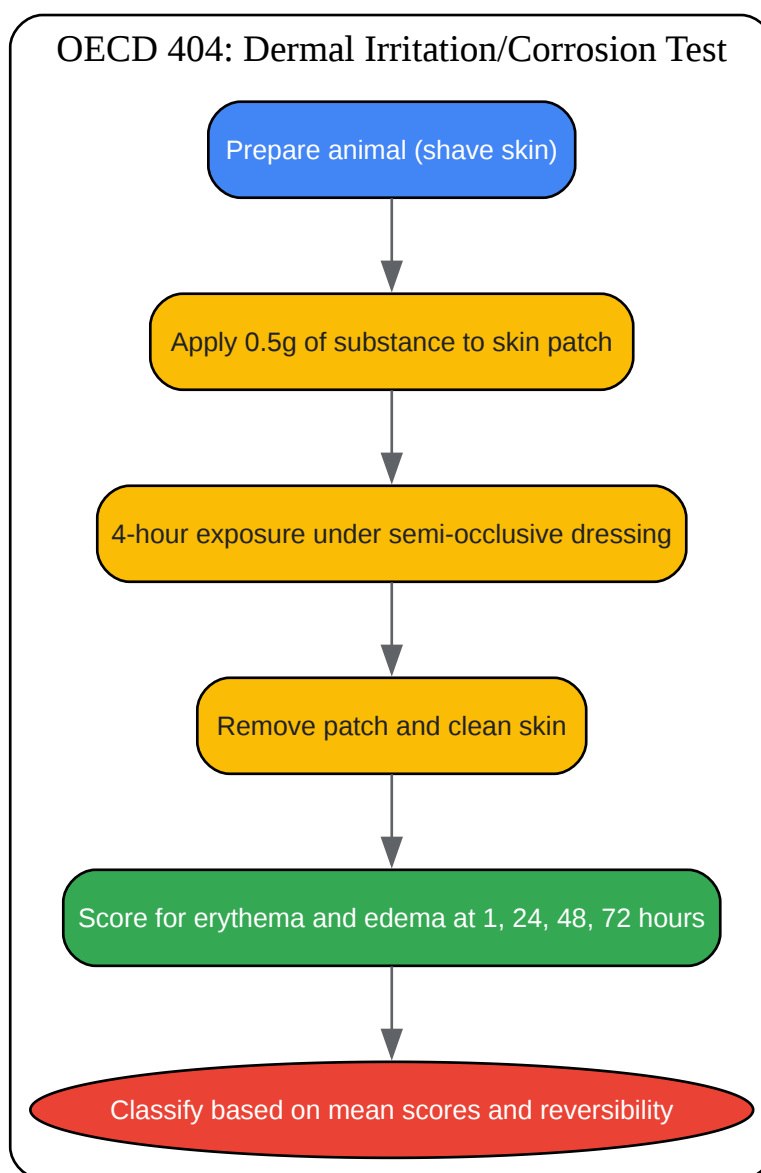 OECD 404: Dermal Irritation/Corrosion Test
Prepare animal (shave skin)
Apply 0.5g of substance to skin patch
4-hour exposure under semi-occlusive dressing
Remove patch and clean skin
Score for erythema and edema at 1, 24, 48, 72 hours
Classify based on mean scores and reversibility